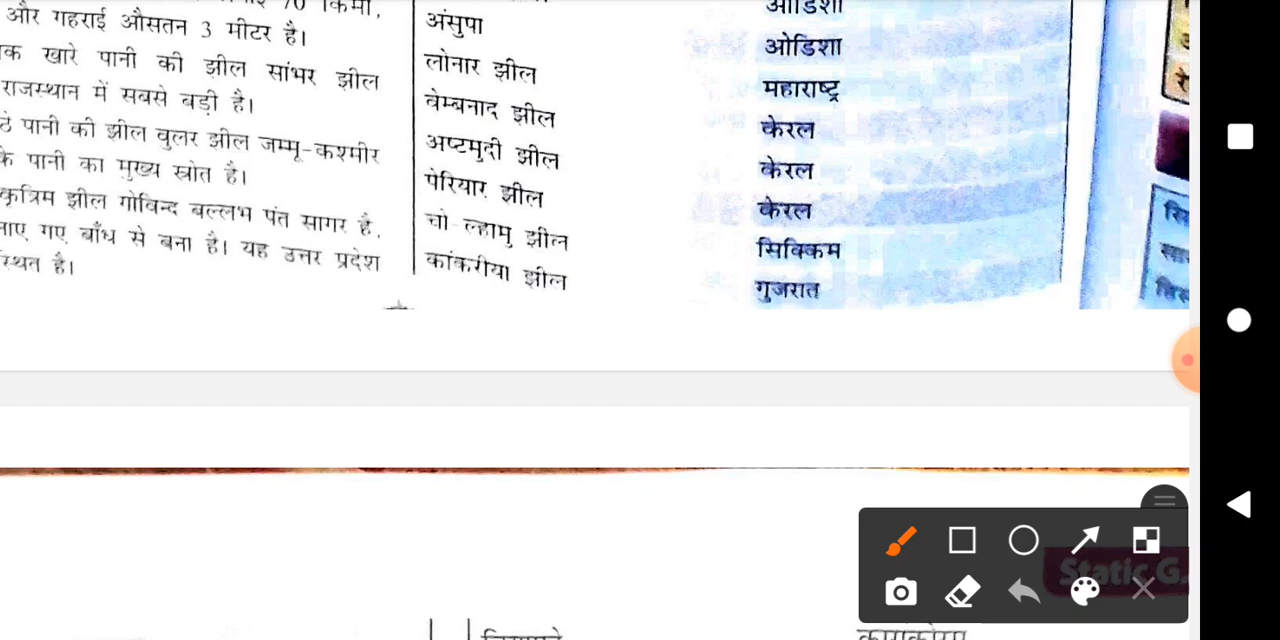 और गहराई औसतन 3 मीटर है।
खारे पानी की झील सांभर झील
राजस्थान में सबसे बड़ी है।
पानी की झील वुलर झील जम्मू-कश्मीर
के पानी का मुख्य स्रोत है।
कृत्रिम झील गोविन्द बल्लभ पंत सागर है,
गए बाँध से बना है। यह उत्तर प्रदेश
स्थित है।
अंसुपा
लोनार झील
वेम्बनाद झील
अष्टमुदी झील
पेरियार झील
चो-ल्हामु झील
कांकरीया झील
ओडिशा
ओडिशा
महाराष्ट्र
केरल
केरल
केरल
सिक्किम
गुजरात
Static G.